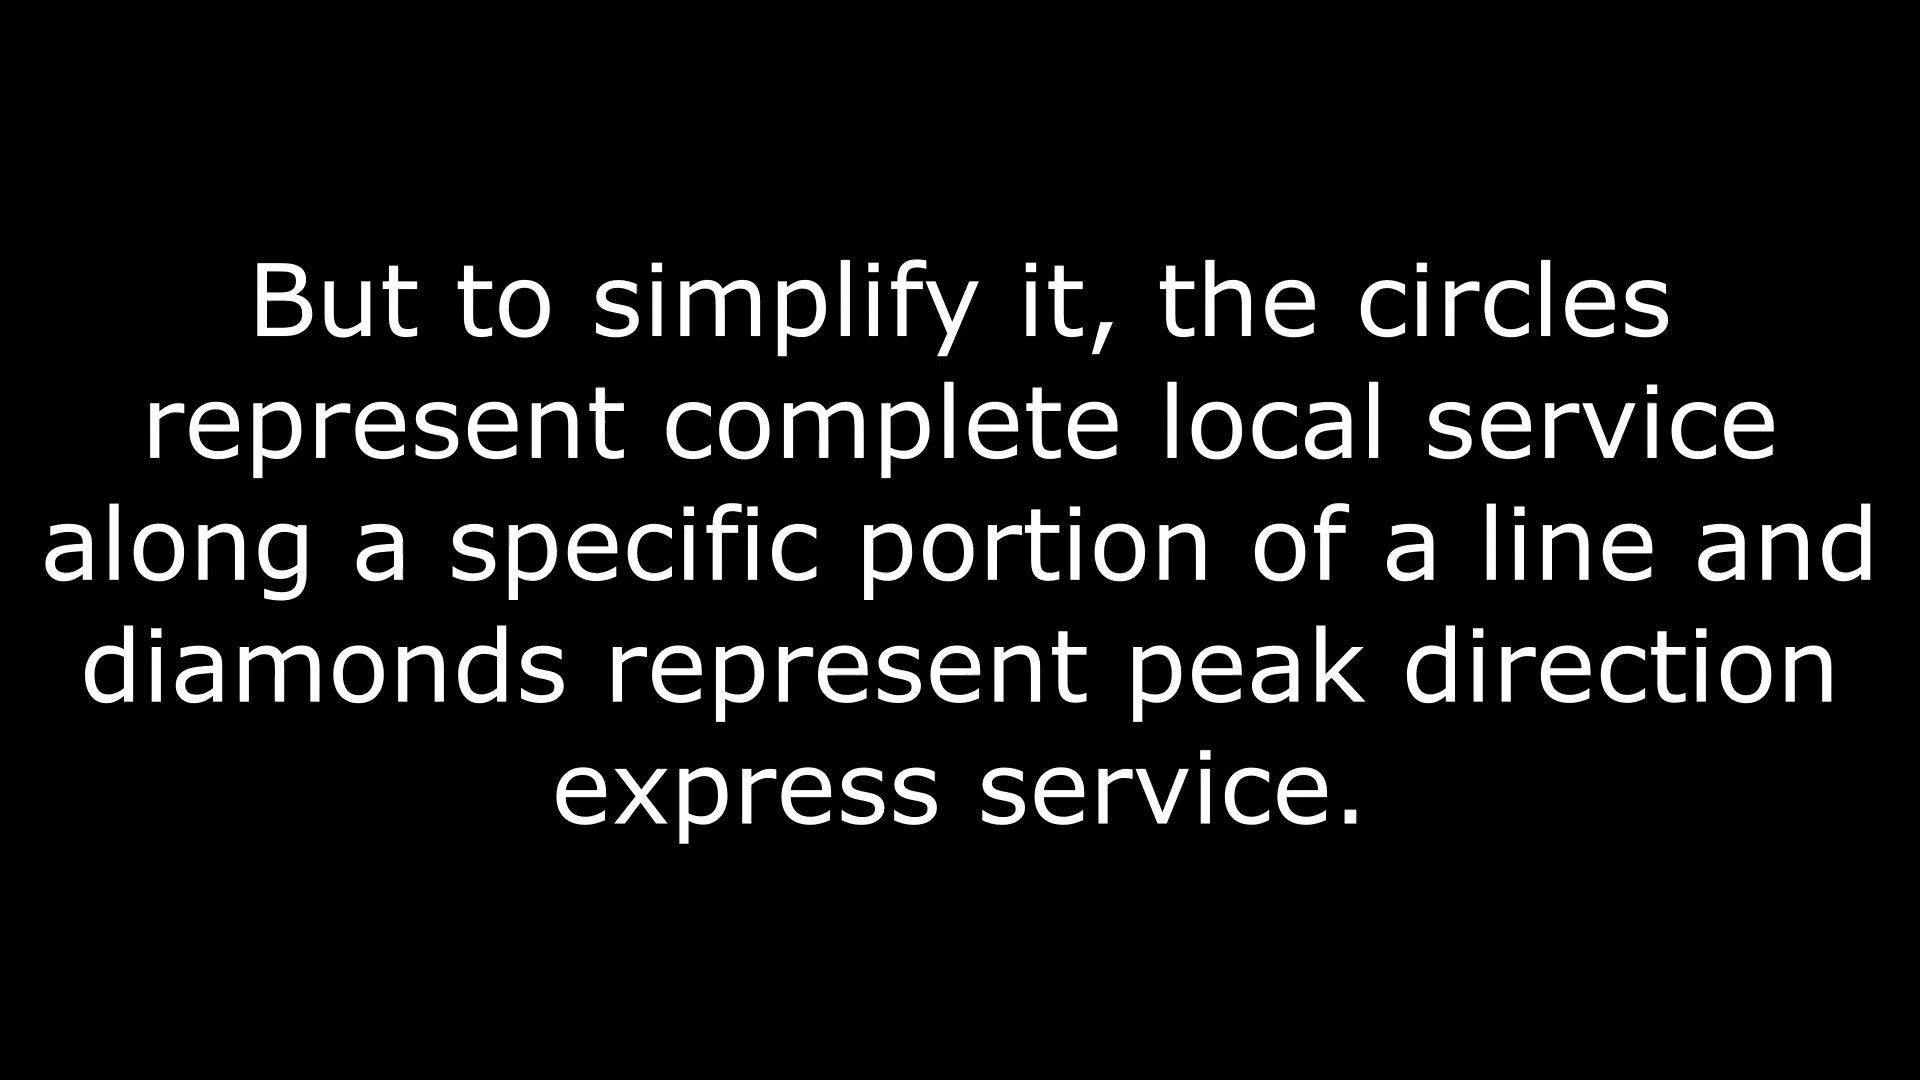 But to simplify it, the circles
represent complete local service
along a specific portion of a line and
diamonds represent peak direction
express service.